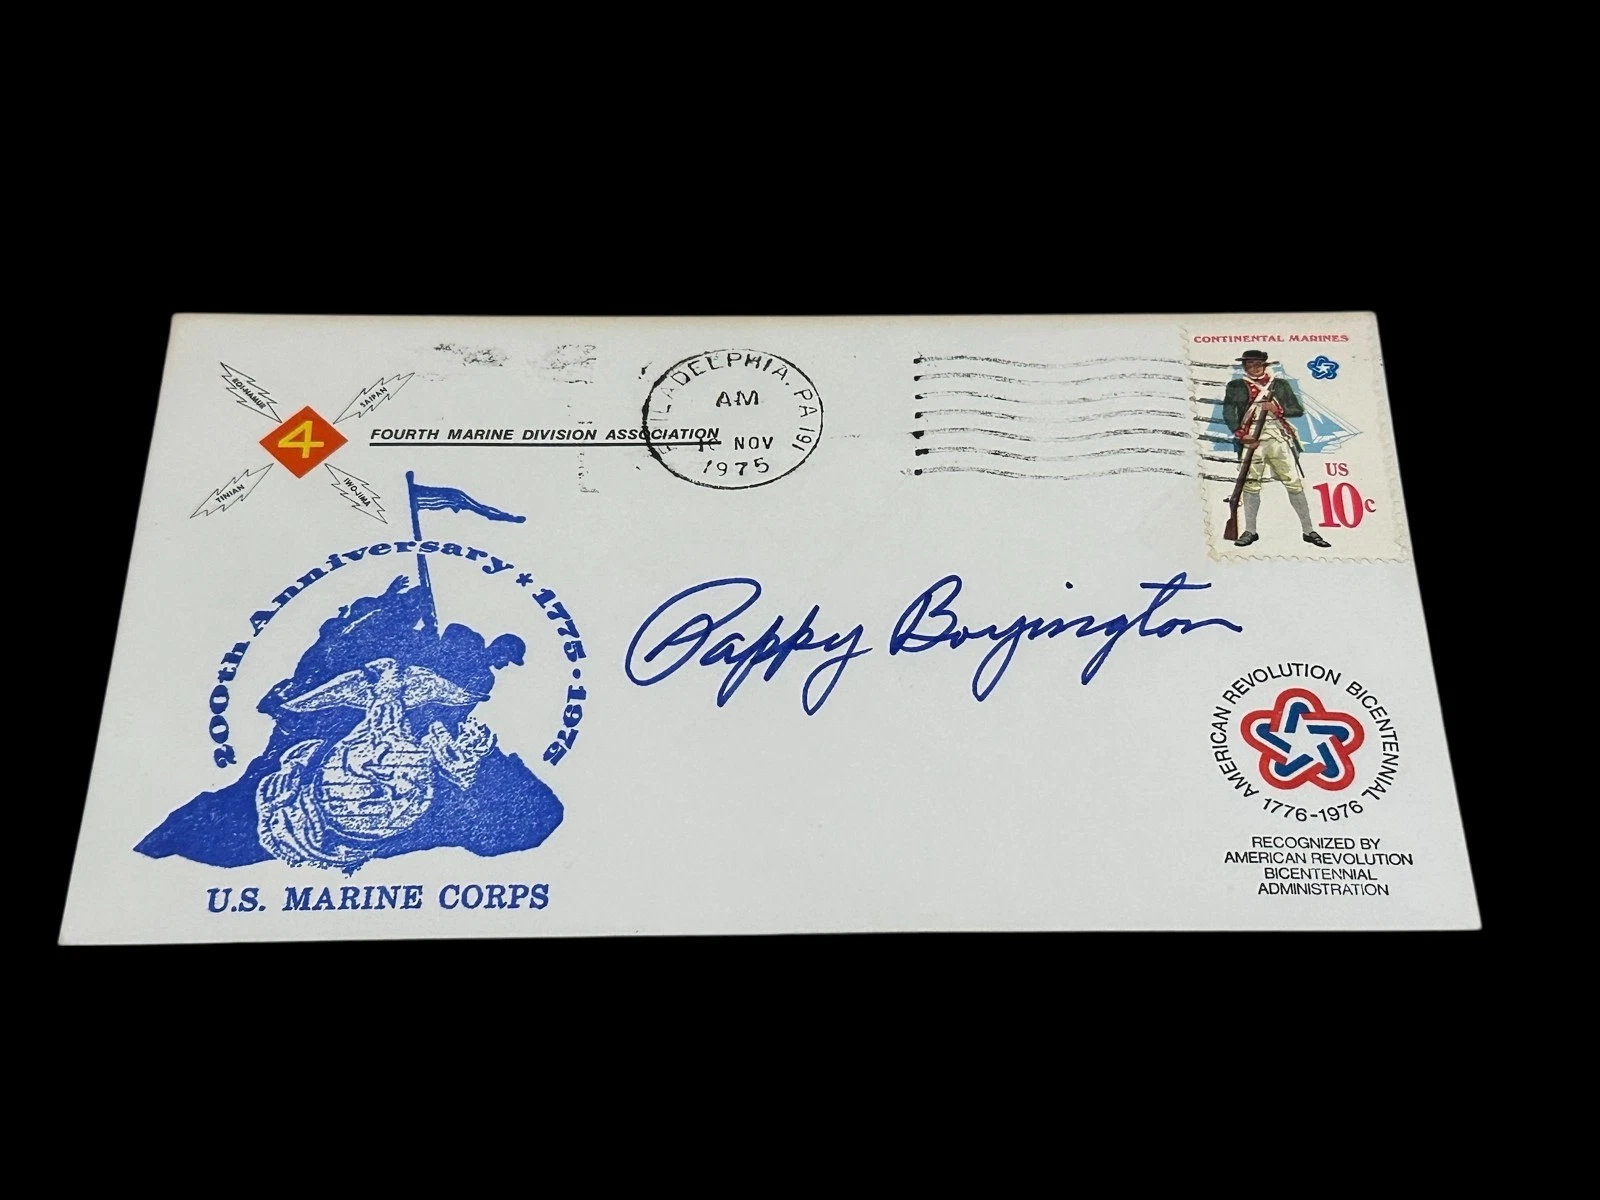 ROI-NAMUR
SAIPAN
4
TINIAN
IWO-JIMA
FOURTH MARINE DIVISION ASSOCIATION
PHILADELPHIA, PA 191
AM
NOV
1975
CONTINENTAL MARINES
US
10c
200th Anniversary * 1775 • 1975
U.S. MARINE CORPS
Pappy Boyington
AMERICAN REVOLUTION BICENTENNIAL
1776-1976
RECOGNIZED BY
AMERICAN REVOLUTION
BICENTENNIAL
ADMINISTRATION